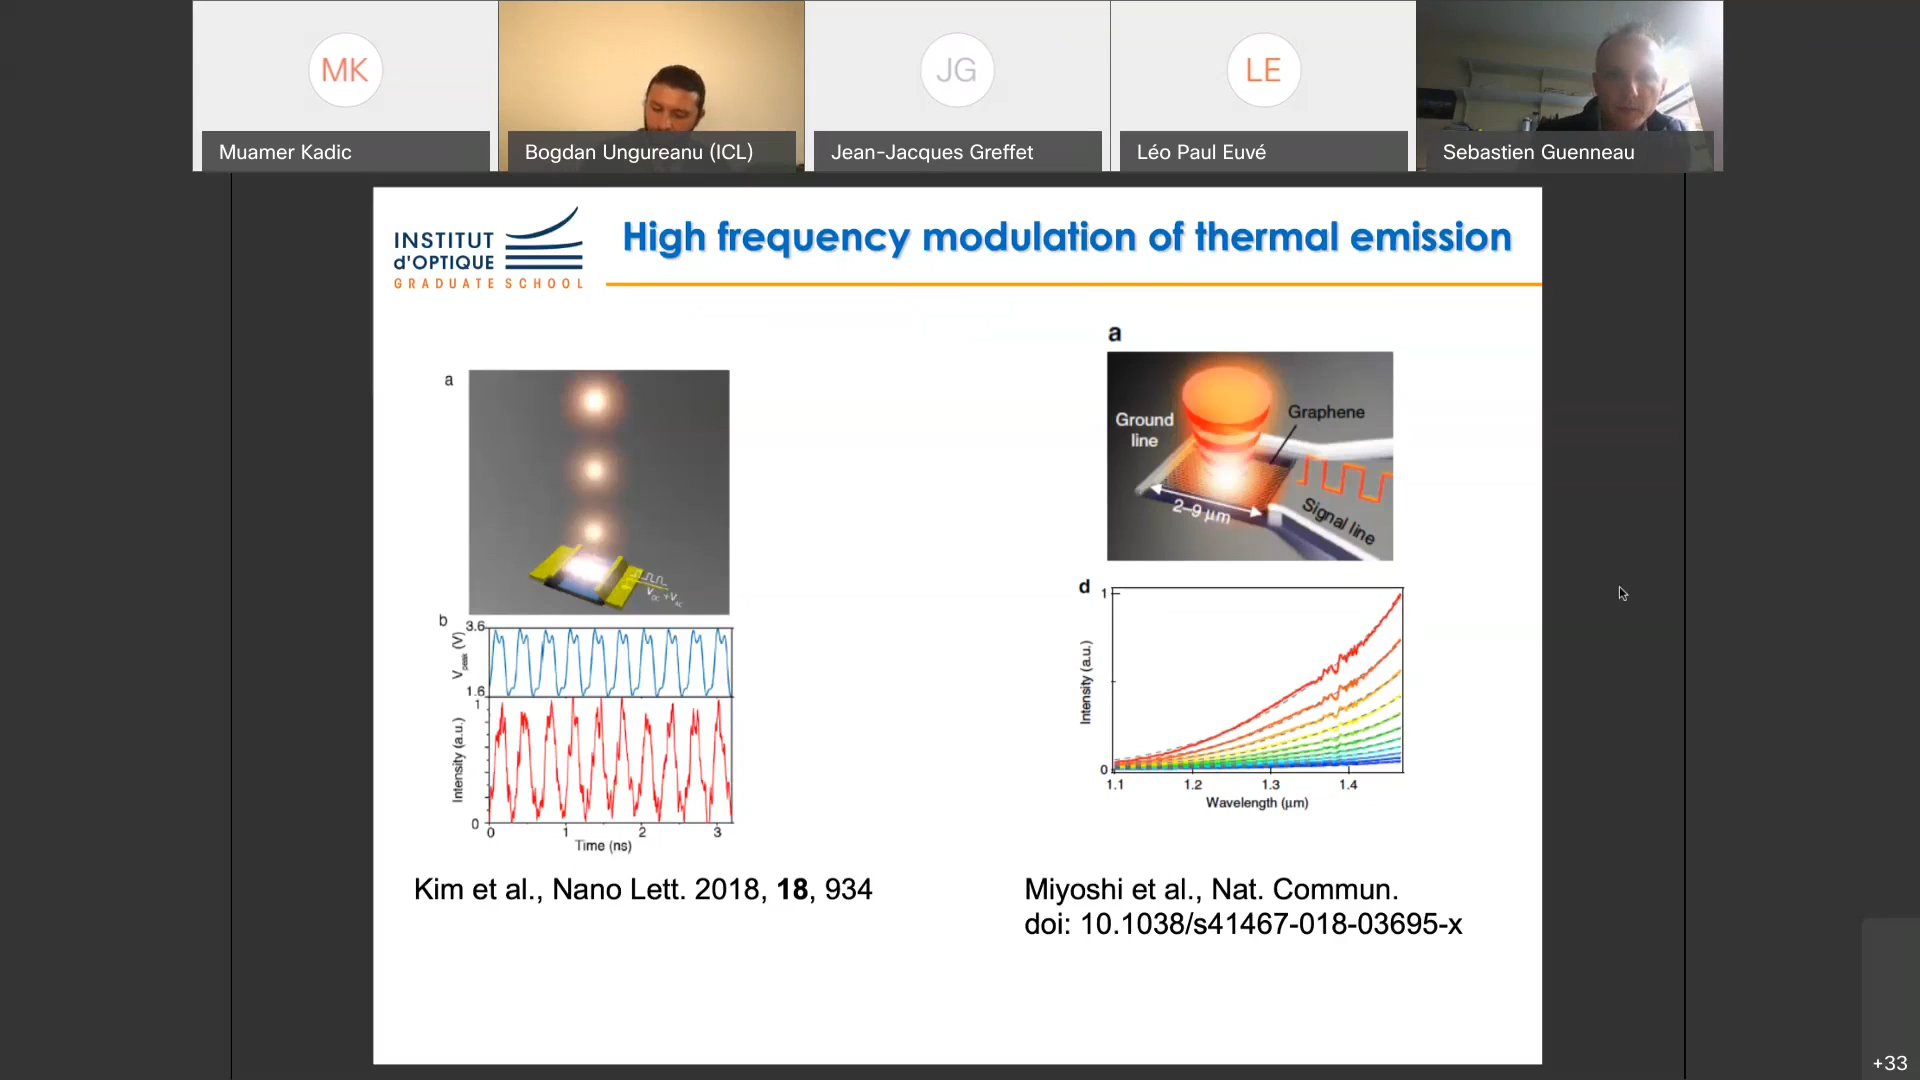 MK
JG
LE
Muamer Kadic
Bogdan Ungureanu (ICL)
Jean-Jacques Greffet
Léo Paul Euvé
Sebastien Guenneau
INSTITUT
d'OPTIQUE
GRADUATE SCHOOL
High frequency modulation of thermal emission
a
V_DC +V_AC
b
3.6
1.6
V_peak (V)
1
0
Intensity (a.u.)
0 1 2 3
Time (ns)
Kim et al., Nano Lett. 2018, 18, 934
a
Ground
line
Graphene
2–9 μm
Signal line
d
1
0
Intensity (a.u.)
1.1 1.2 1.3 1.4
Wavelength (μm)
Miyoshi et al., Nat. Commun.
doi: 10.1038/s41467-018-03695-x
+33